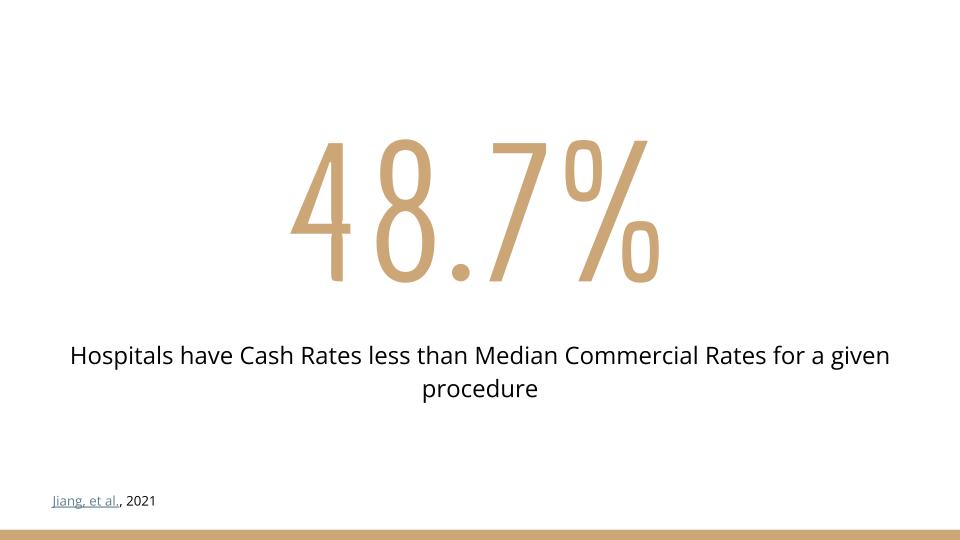 48.7%
Hospitals have Cash Rates less than Median Commercial Rates for a given
procedure
Jiang, et al., 2021